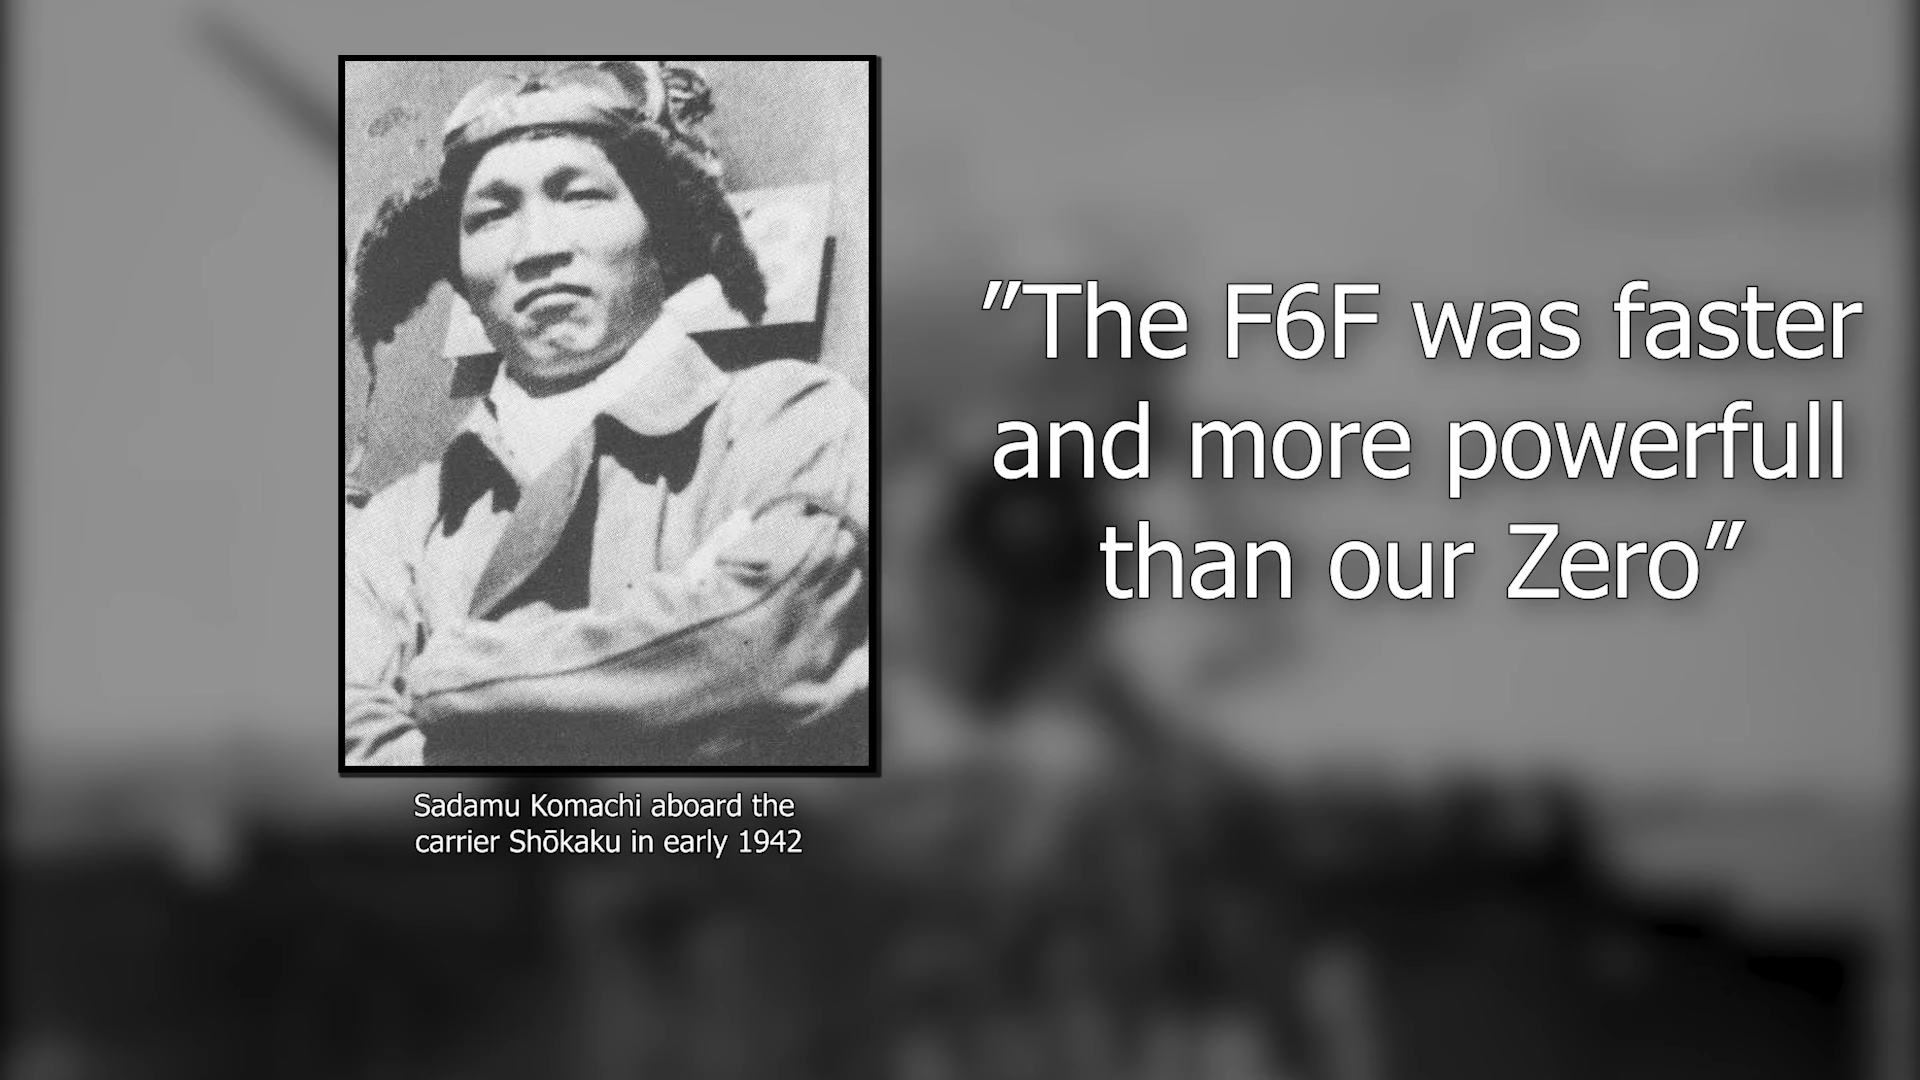 ”The F6F was faster
and more powerfull
than our Zero”
Sadamu Komachi aboard the
carrier Shōkaku in early 1942